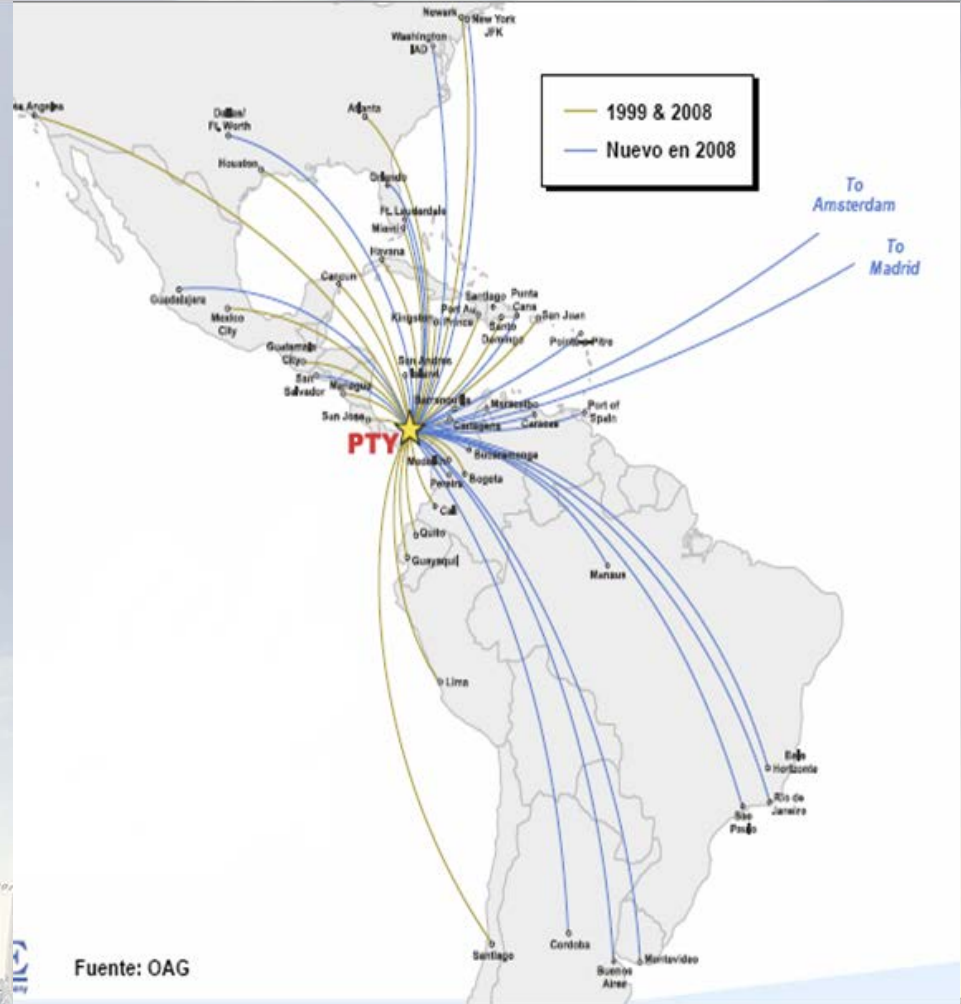 Newark
New York
JFK
Washington
IAD
1999 & 2008
Nuevo en 2008
Los Angeles
Dallas/
Ft. Worth
Atlanta
Houston
Orlando
Ft. Lauderdale
Miami
To
Amsterdam
To
Madrid
Havana
Cancun
Guadalajara
Mexico
City
Kingston
Port Au
Prince
Santiago
Punta
Cana
Santo
Domingo
San Juan
Pointe-a-Pitre
Guatemala
City
San
Salvador
Managua
San Jose
San Andres
Island
Barranquilla
Cartagena
Maracaibo
Caracas
Port of
Spain
PTY
Medellin
Bucaramanga
Pereira
Bogota
Cali
Quito
Guayaquil
Manaus
Lima
Belo
Horizonte
Rio de
Janeiro
Sao
Paulo
Santiago
Cordoba
Buenos
Aires
Montevideo
Fuente: OAG